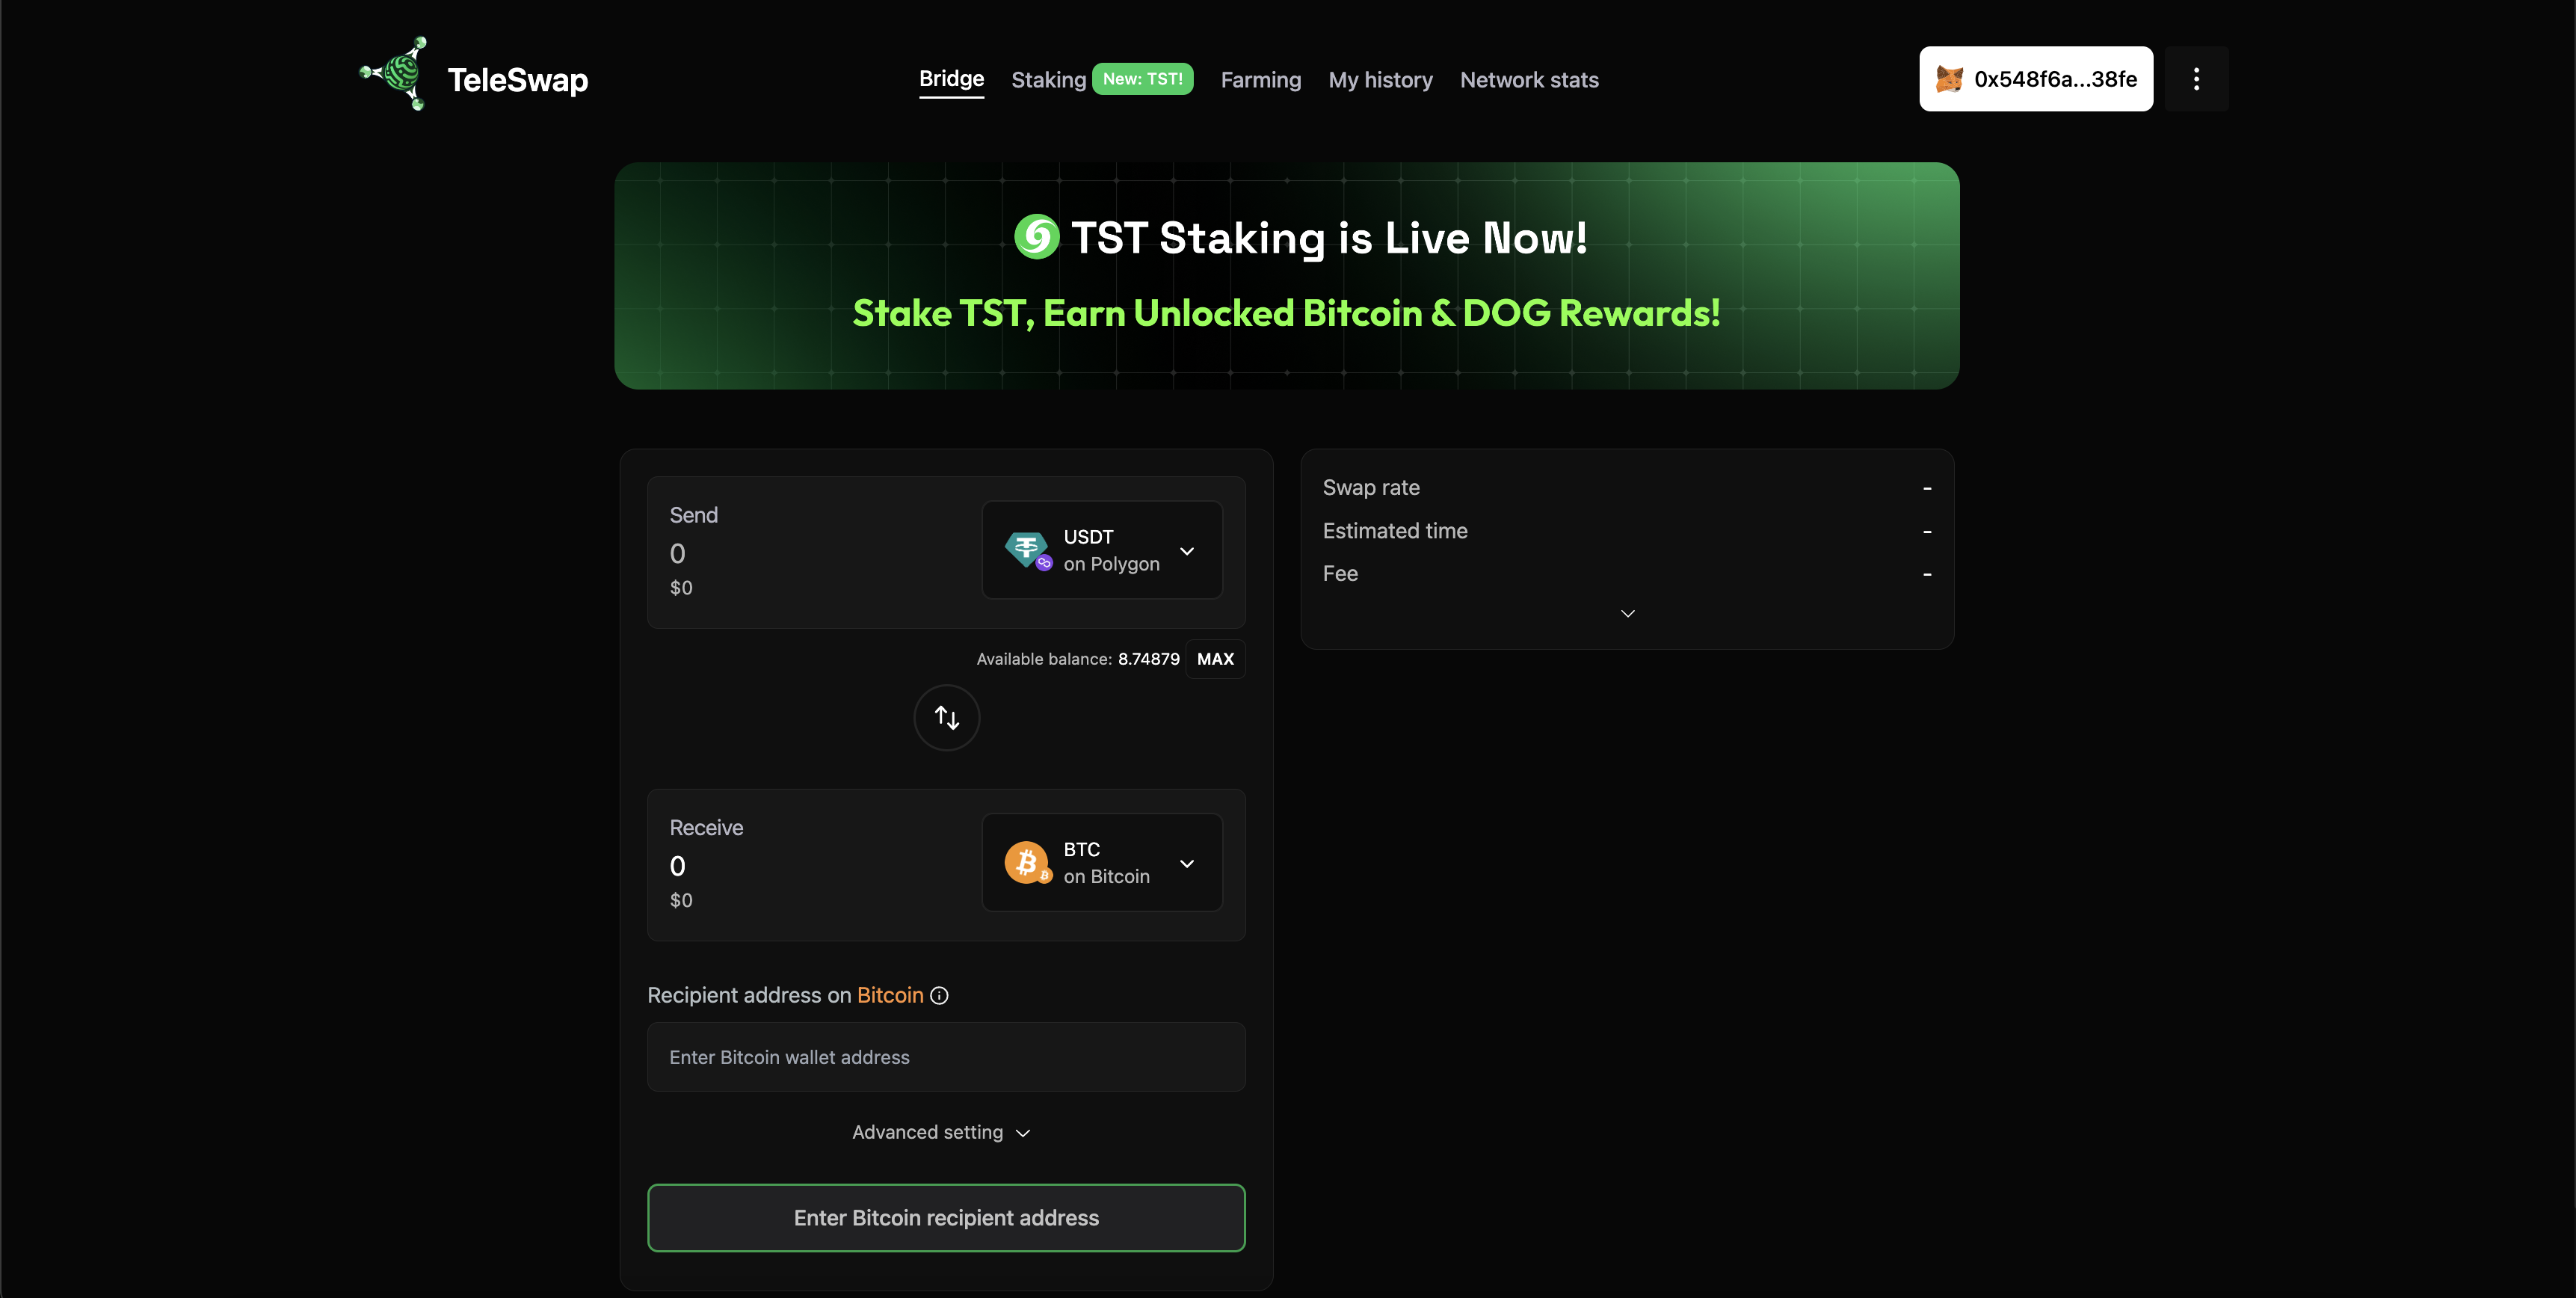 TeleSwap
Bridge
Staking
New: TST!
Farming
My history
Network stats
0x548f6a...38fe
TST Staking is Live Now!
Stake TST, Earn Unlocked Bitcoin & DOG Rewards!
Send
0
$0
USDT
on Polygon
Available balance: 8.74879
MAX
Receive
0
$0
BTC
on Bitcoin
Recipient address on Bitcoin
Enter Bitcoin wallet address
Advanced setting
Enter Bitcoin recipient address
Swap rate -
Estimated time -
Fee -